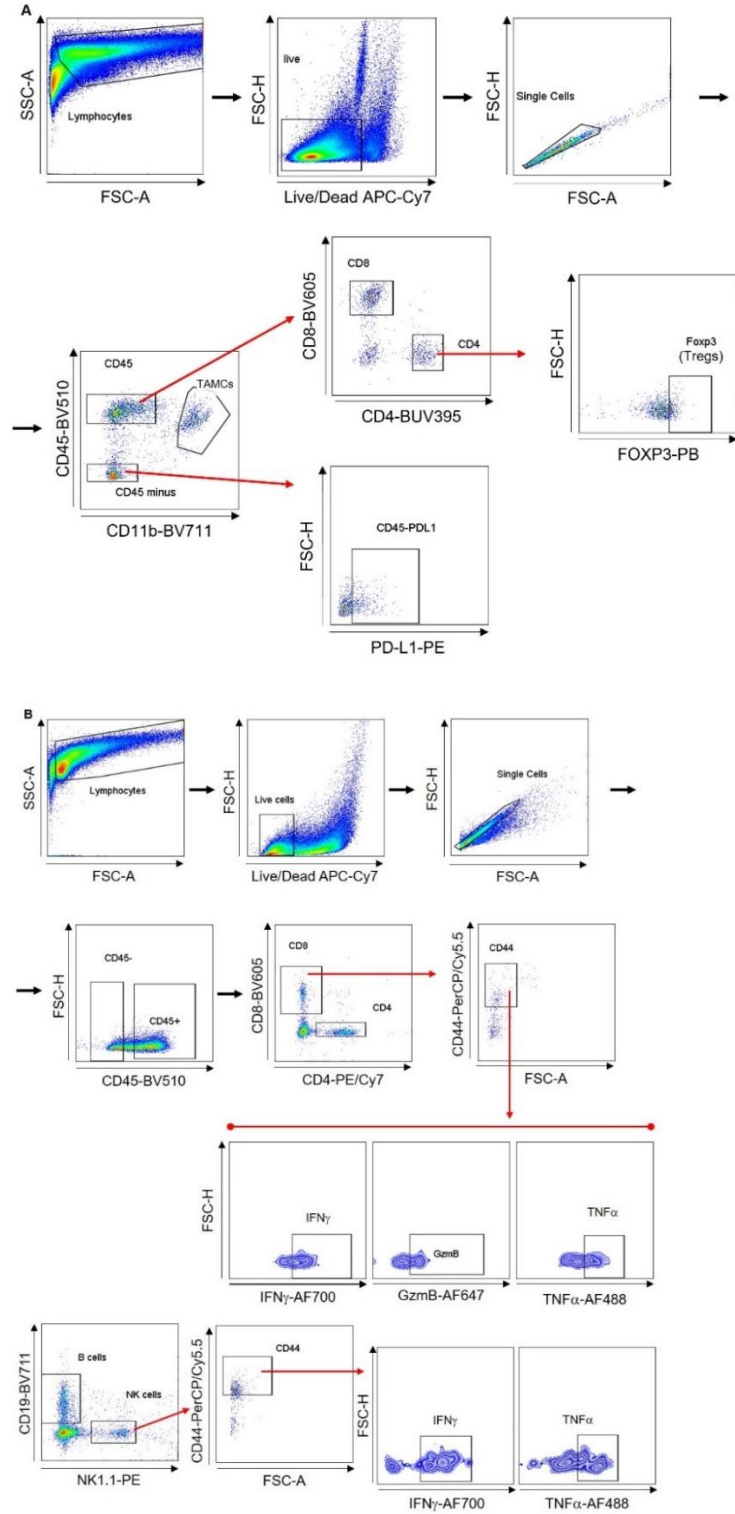 A
SSC-A
Lymphocytes
FSC-A
FSC-H
live
Live/Dead APC-Cy7
FSC-H
Single Cells
FSC-A
CD45-BV510
CD45
TAMCs
CD45 minus
CD11b-BV711
CD8-BV605
CD8
CD4
CD4-BUV395
FSC-H
Foxp3
(Tregs)
FOXP3-PB
FSC-H
CD45-PDL1
PD-L1-PE
B
SSC-A
Lymphocytes
FSC-A
FSC-H
Live cells
Live/Dead APC-Cy7
FSC-H
Single Cells
FSC-A
FSC-H
CD45-
CD45+
CD45-BV510
CD8-BV605
CD8
CD4
CD4-PE/Cy7
CD44-PerCP/Cy5.5
CD44
FSC-A
FSC-H
IFNγ
IFNγ-AF700
GzmB
GzmB-AF647
TNFα
TNFα-AF488
CD19-BV711
B cells
NK cells
NK1.1-PE
CD44-PerCP/Cy5.5
CD44
FSC-A
FSC-H
IFNγ
IFNγ-AF700
TNFα
TNFα-AF488